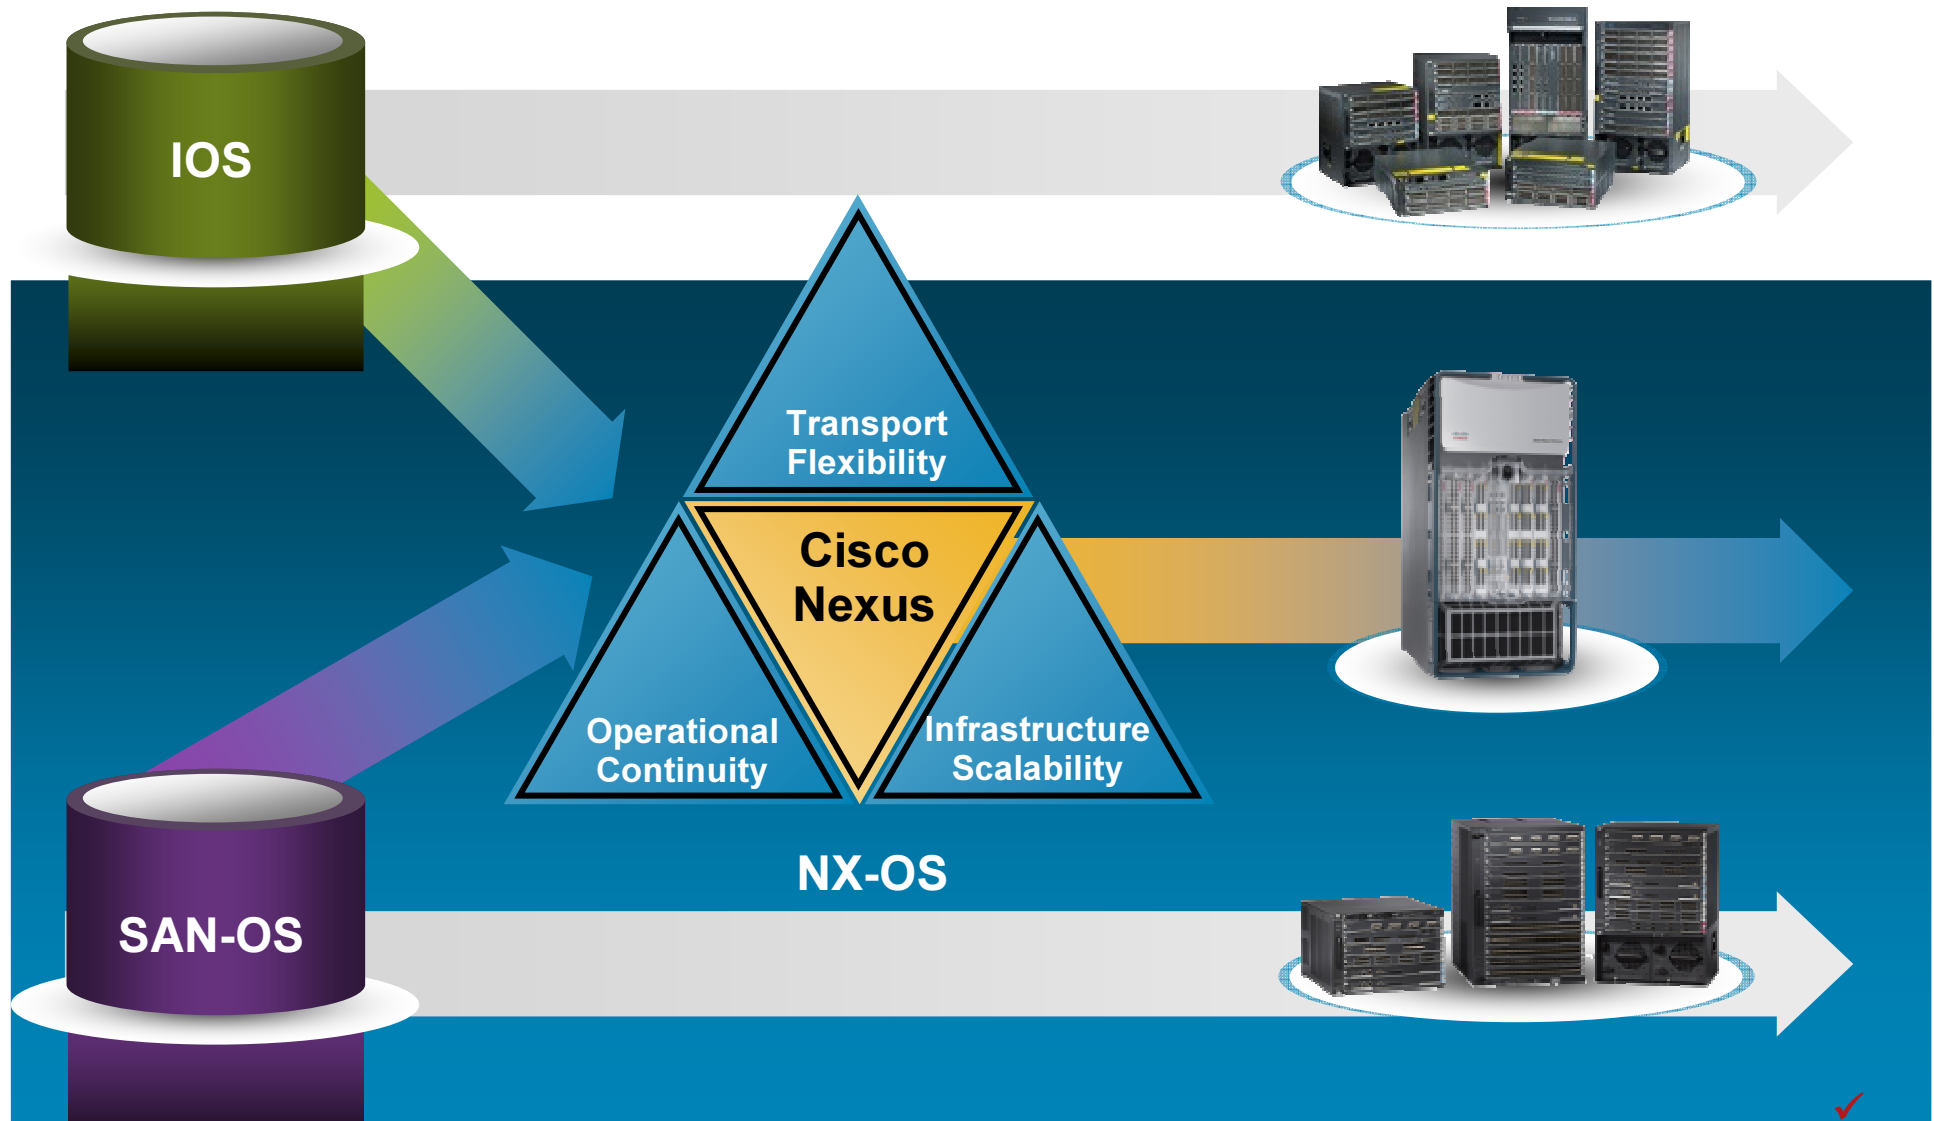 IOS
Transport
Flexibility
Cisco
Nexus
Operational
Continuity
Infrastructure
Scalability
NX-OS
SAN-OS